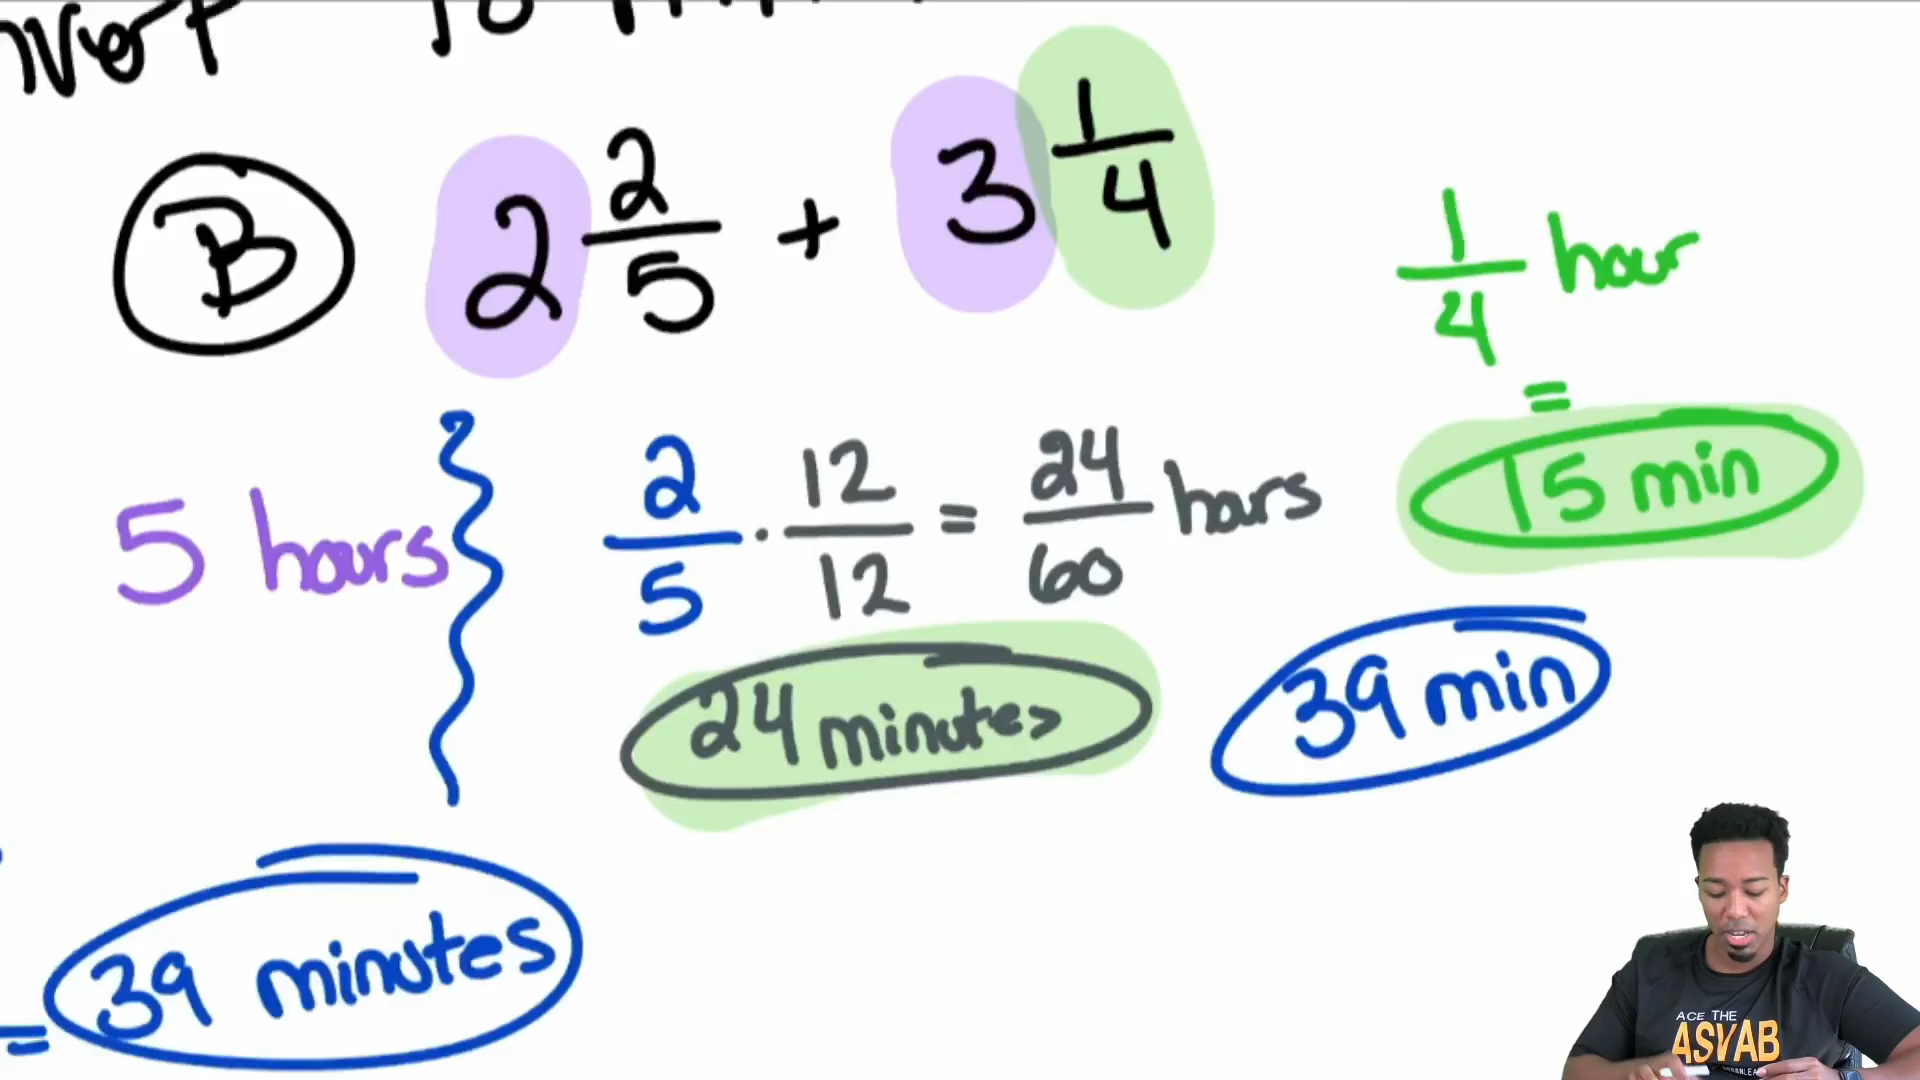 B 2 2/5 + 3 1/4
1/4 hour
=
15 min
5 hours
2/5 · 12/12 = 24/60 hours
24 minutes
39 min
= 39 minutes
ACE THE
ASVAB